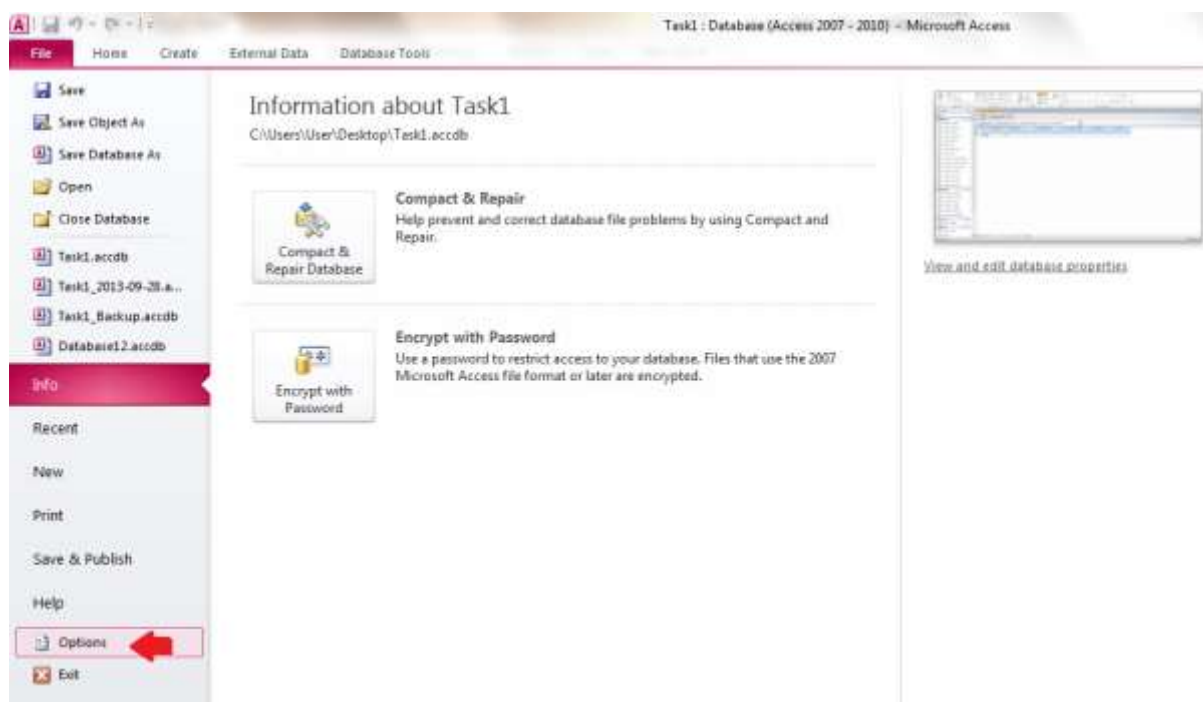 Task1 : Database (Access 2007 - 2010) - Microsoft Access
File Home Create External Data Database Tools
Save
Save Object As
Save Database As
Open
Close Database
Task1.accdb
Task1_2013-09-28.a...
Task1_Backup.accdb
Database12.accdb
Info
Recent
New
Print
Save & Publish
Help
Options
Exit
Information about Task1
C:\Users\User\Desktop\Task1.accdb
Compact &
Repair Database
Compact & Repair
Help prevent and correct database file problems by using Compact and
Repair.
Encrypt with
Password
Encrypt with Password
Use a password to restrict access to your database. Files that use the 2007
Microsoft Access file format or later are encrypted.
View and edit database properties